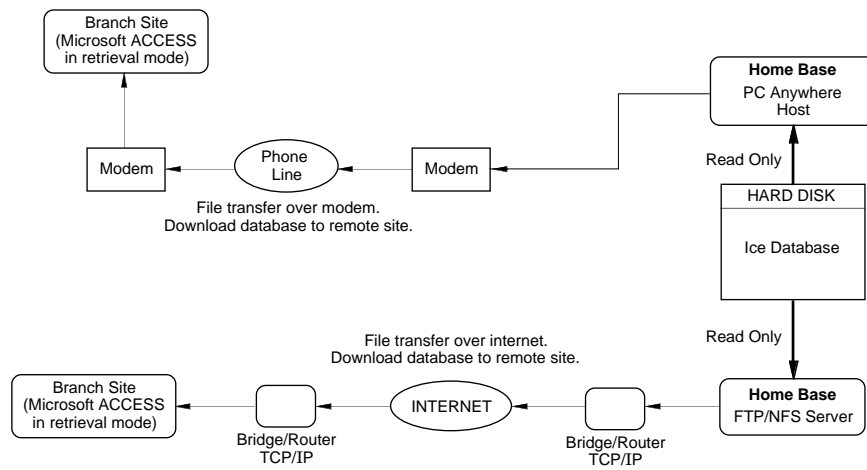 Branch Site
(Microsoft ACCESS
in retrieval mode)
Home Base
PC Anywhere
Host
Modem
Phone
Line
Modem
Read Only
File transfer over modem.
Download database to remote site.
HARD DISK
Ice Database
Read Only
File transfer over internet.
Download database to remote site.
Branch Site
(Microsoft ACCESS
in retrieval mode)
INTERNET
Home Base
FTP/NFS Server
Bridge/Router
TCP/IP
Bridge/Router
TCP/IP